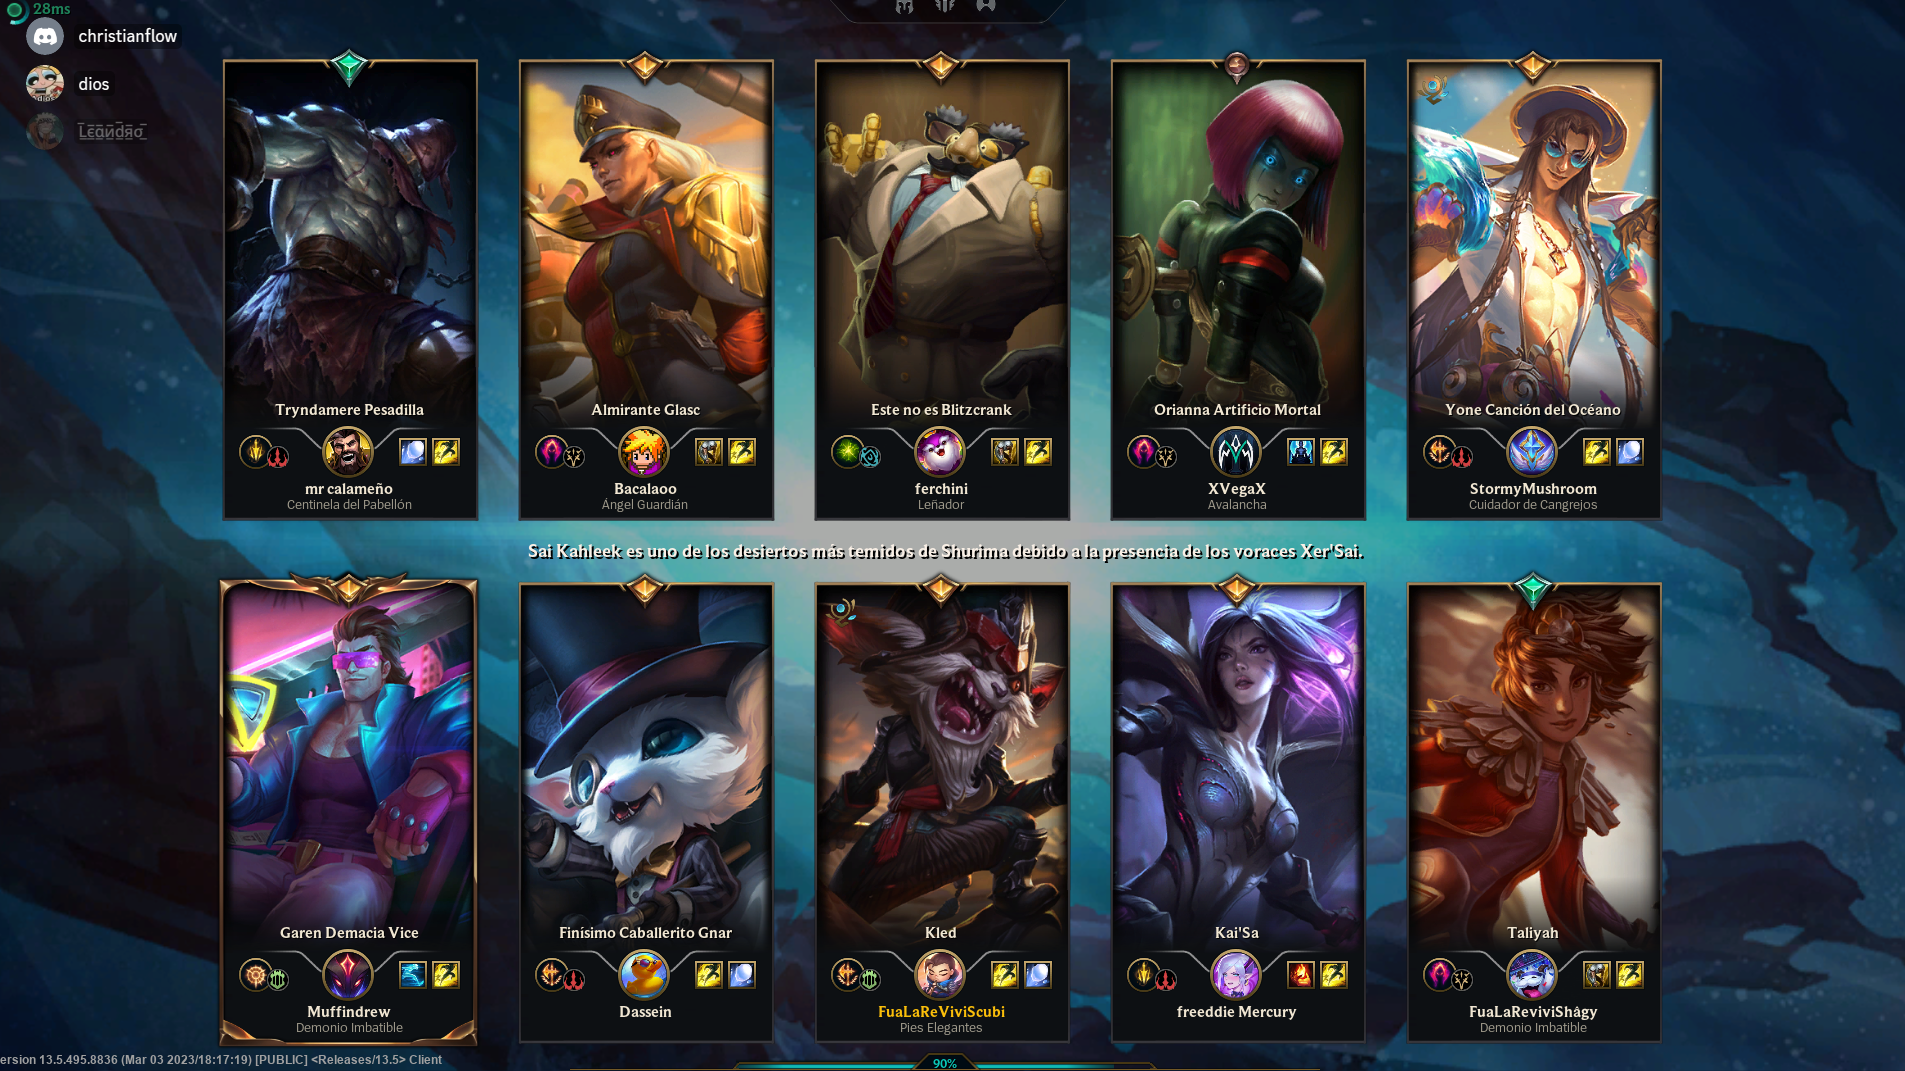 28ms
christianflow
dios
Tryndamere Pesadilla
mr calameño
Centinela del Pabellón
Almirante Glasc
Bacalaoo
Ángel Guardián
Este no es Blitzcrank
ferchini
Leñador
Orianna Artificio Mortal
XVegaX
Avalancha
Yone Canción del Océano
StormyMushroom
Cuidador de Cangrejos
Sai Kahleek es uno de los desiertos más temidos de Shurima debido a la presencia de los voraces Xer'Sai.
Garen Demacia Vice
Muffindrew
Demonio Imbatible
Finísimo Caballerito Gnar
Dassein
Kled
FuaLaReViviScubi
Pies Elegantes
Kai'Sa
freeddie Mercury
Taliyah
FuaLaReviviShâgy
Demonio Imbatible
ersion 13.5.495.8836 (Mar 03 2023/18:17:19) [PUBLIC] <Releases/13.5> Client
90%